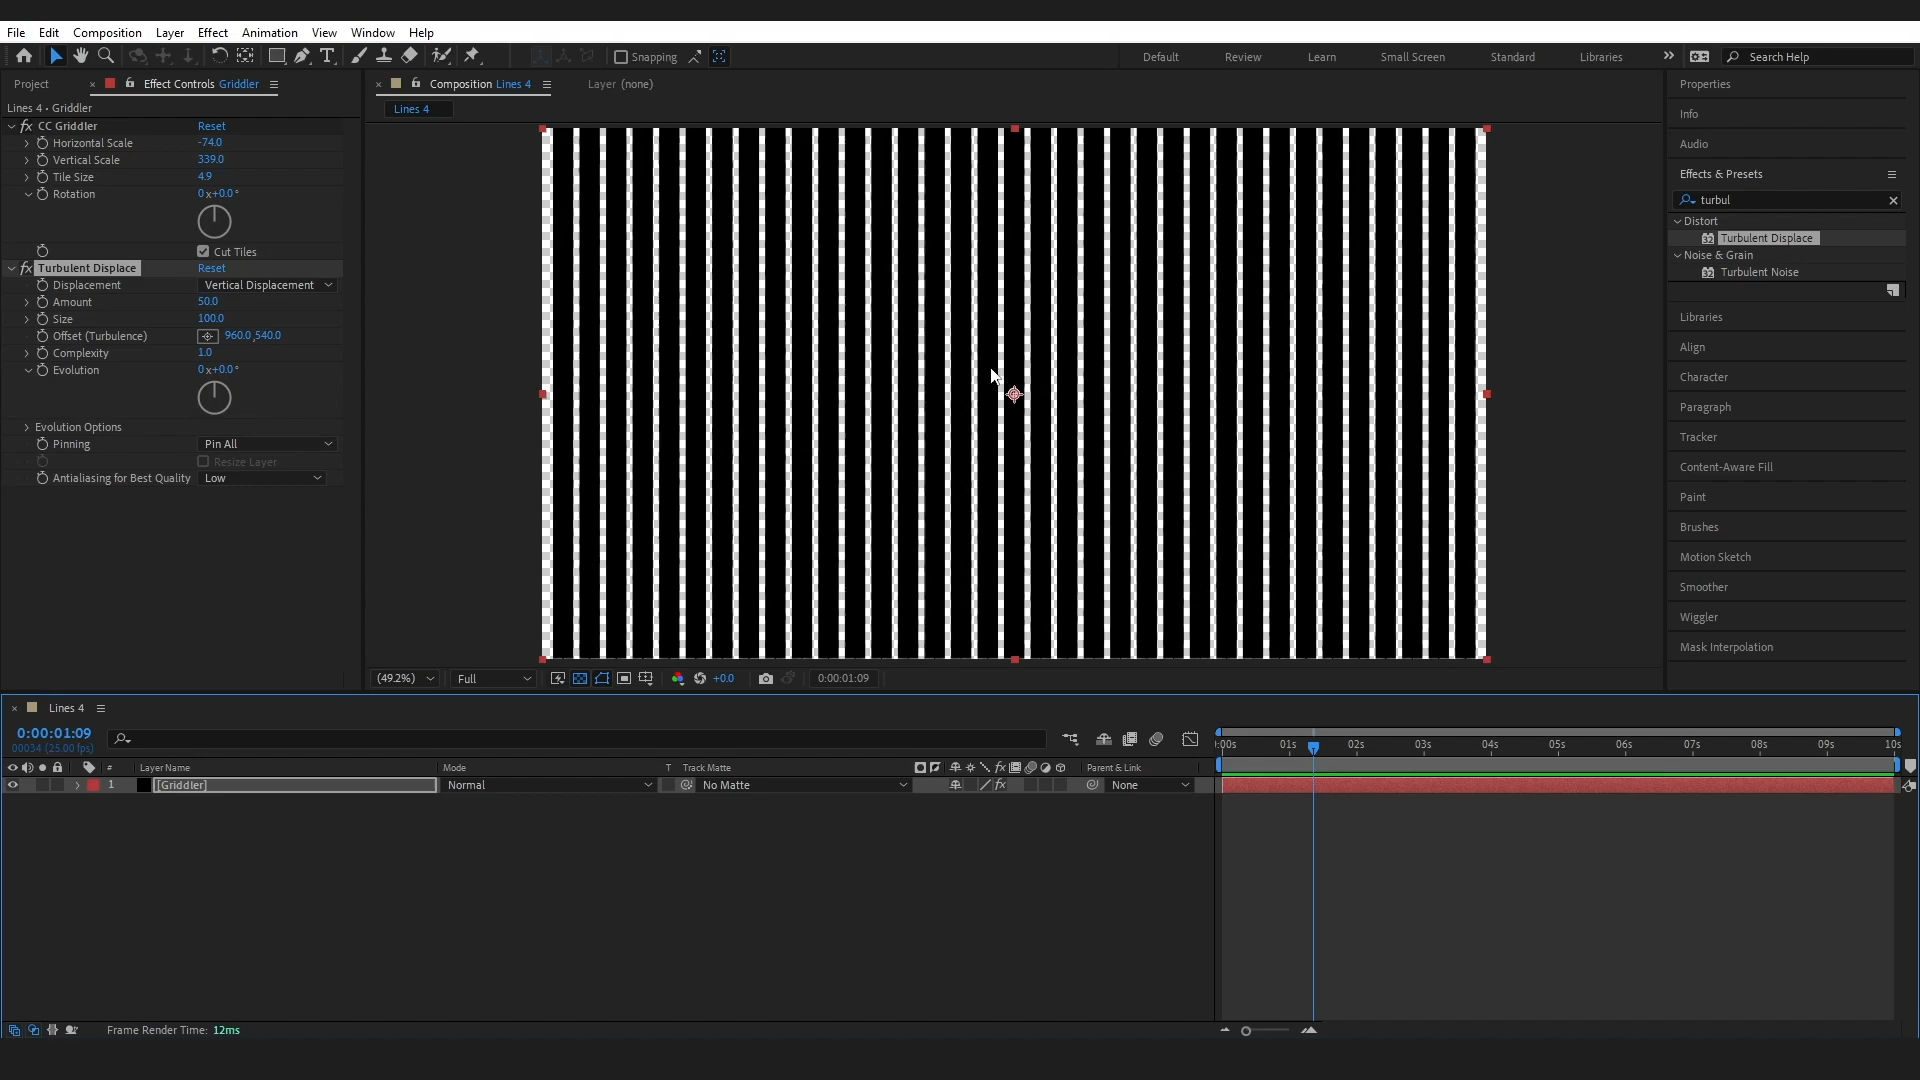 File Edit Composition Layer Effect Animation View Window Help
Snapping Default Review Learn Small Screen Standard Libraries Search Help
Project Effect Controls Griddler Composition Lines 4 Layer (none) Properties
Lines 4 • Griddler Lines 4 Info
CC Griddler Reset
Horizontal Scale -74.0 Audio
Vertical Scale 339.0
Tile Size 4.9 Effects & Presets
Rotation 0x+0.0° turbul
Distort
Turbulent Displace
Cut Tiles Noise & Grain
Turbulent Displace Reset Turbulent Noise
Displacement Vertical Displacement
Amount 50.0
Size 100.0 Libraries
Offset (Turbulence) 960.0,540.0
Complexity 1.0 Align
Evolution 0x+0.0° Character
Paragraph
Evolution Options Tracker
Pinning Pin All
Resize Layer Content-Aware Fill
Antialiasing for Best Quality Low
Paint
Brushes
Motion Sketch
Smoother
Wiggler
Mask Interpolation
(49.2%) Full +0.0 0:00:01:09
Lines 4
0:00:01:09
00034 (25.00 fps) :00s 01s 02s 03s 04s 05s 06s 07s 08s 09s 10s
# Layer Name Mode T Track Matte fx Parent & Link
1 [Griddler] Normal No Matte fx None
Frame Render Time: 12ms